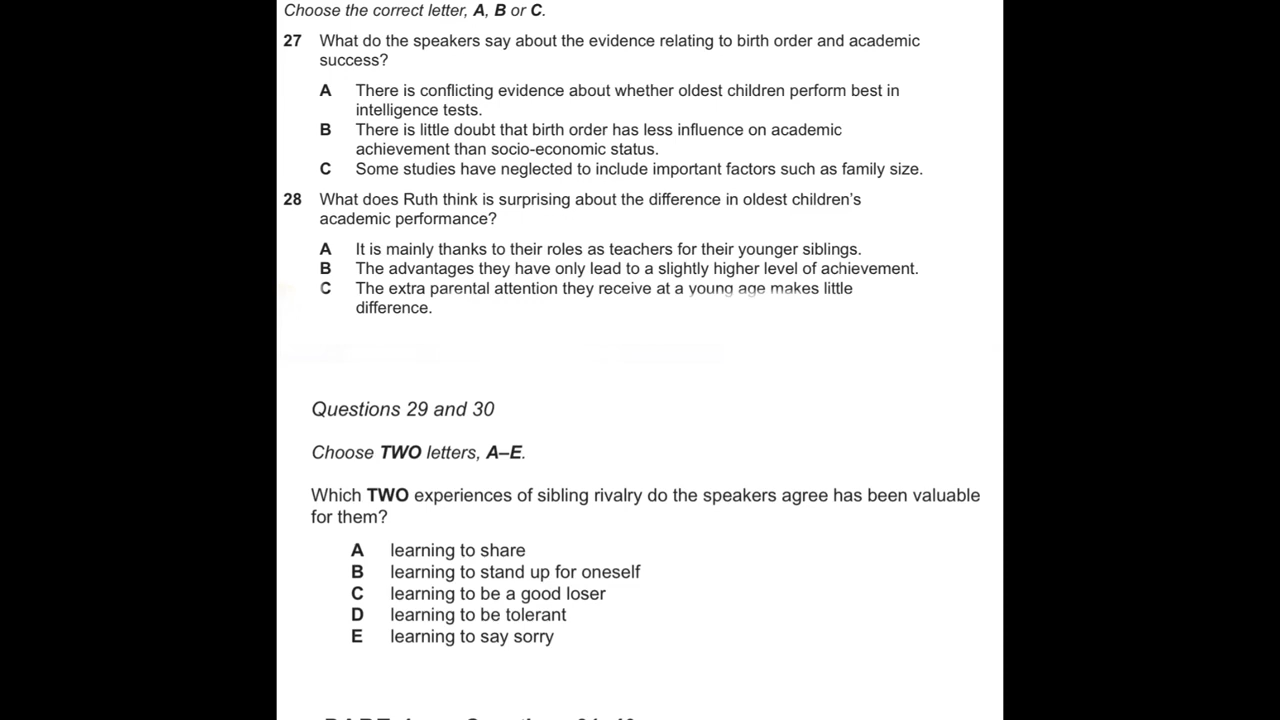 Choose the correct letter, A, B or C.
27 What do the speakers say about the evidence relating to birth order and academic
success?
A There is conflicting evidence about whether oldest children perform best in
intelligence tests.
B There is little doubt that birth order has less influence on academic
achievement than socio-economic status.
C Some studies have neglected to include important factors such as family size.
28 What does Ruth think is surprising about the difference in oldest children's
academic performance?
A It is mainly thanks to their roles as teachers for their younger siblings.
B The advantages they have only lead to a slightly higher level of achievement.
C The extra parental attention they receive at a young age makes little
difference.
Questions 29 and 30
Choose TWO letters, A–E.
Which TWO experiences of sibling rivalry do the speakers agree has been valuable
for them?
A learning to share
B learning to stand up for oneself
C learning to be a good loser
D learning to be tolerant
E learning to say sorry